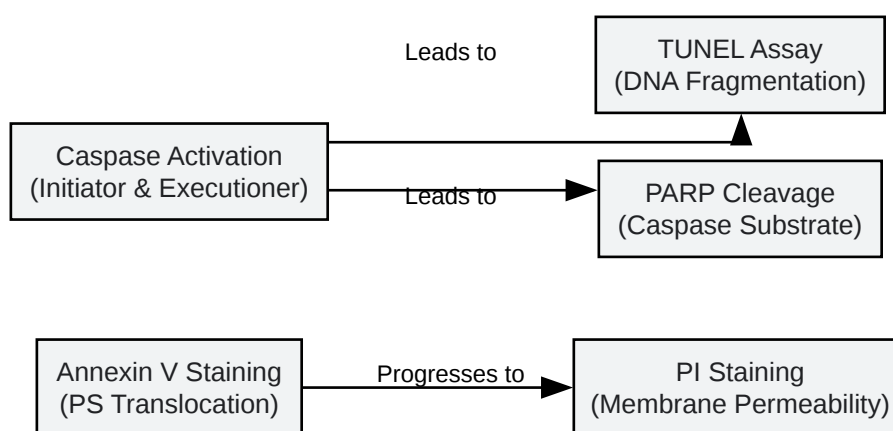 Leads to
TUNEL Assay
(DNA Fragmentation)
Caspase Activation
(Initiator & Executioner)
Leads to
PARP Cleavage
(Caspase Substrate)
Annexin V Staining
(PS Translocation)
Progresses to
PI Staining
(Membrane Permeability)